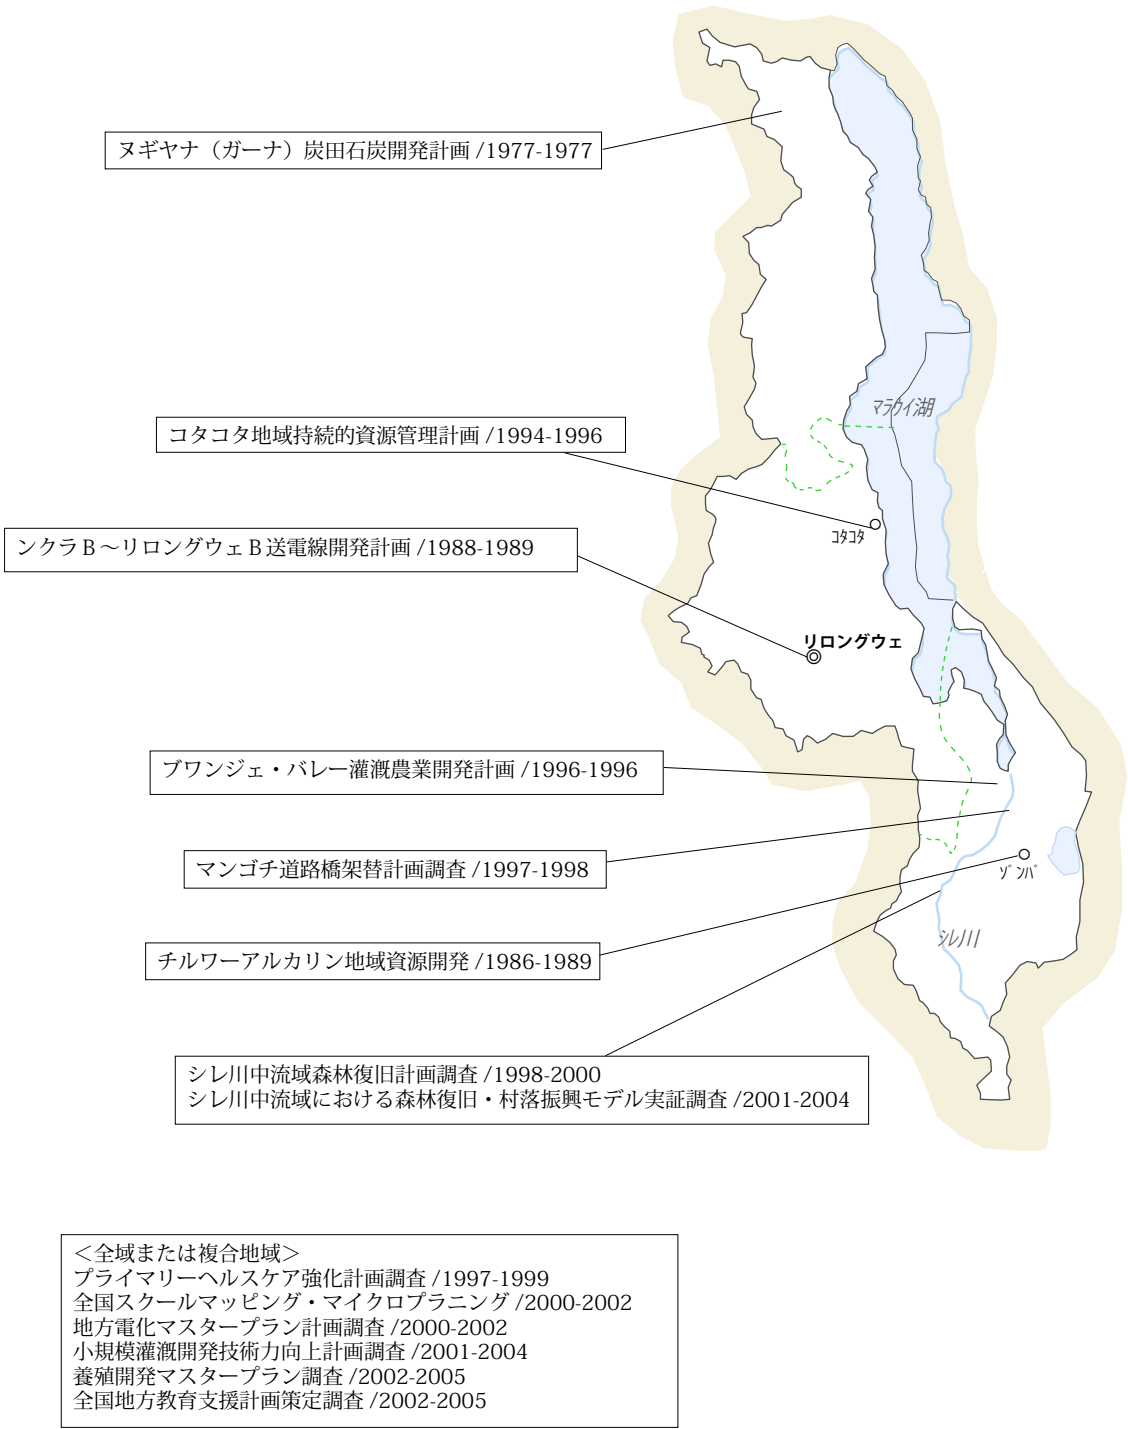 ヌギヤナ（ガーナ）炭田石炭開発計画 /1977-1977
マラウイ湖
コタコタ地域持続的資源管理計画 /1994-1996
コタコタ
ンクラＢ～リロングウェＢ送電線開発計画 /1988-1989
リロングウェ
ブワンジェ・バレー灌漑農業開発計画 /1996-1996
マンゴチ道路橋架替計画調査 /1997-1998
ゾンバ
シレ川
チルワーアルカリン地域資源開発 /1986-1989
シレ川中流域森林復旧計画調査 /1998-2000
シレ川中流域における森林復旧・村落振興モデル実証調査 /2001-2004
＜全域または複合地域＞
プライマリーヘルスケア強化計画調査 /1997-1999
全国スクールマッピング・マイクロプラニング /2000-2002
地方電化マスタープラン計画調査 /2000-2002
小規模灌漑開発技術力向上計画調査 /2001-2004
養殖開発マスタープラン調査 /2002-2005
全国地方教育支援計画策定調査 /2002-2005